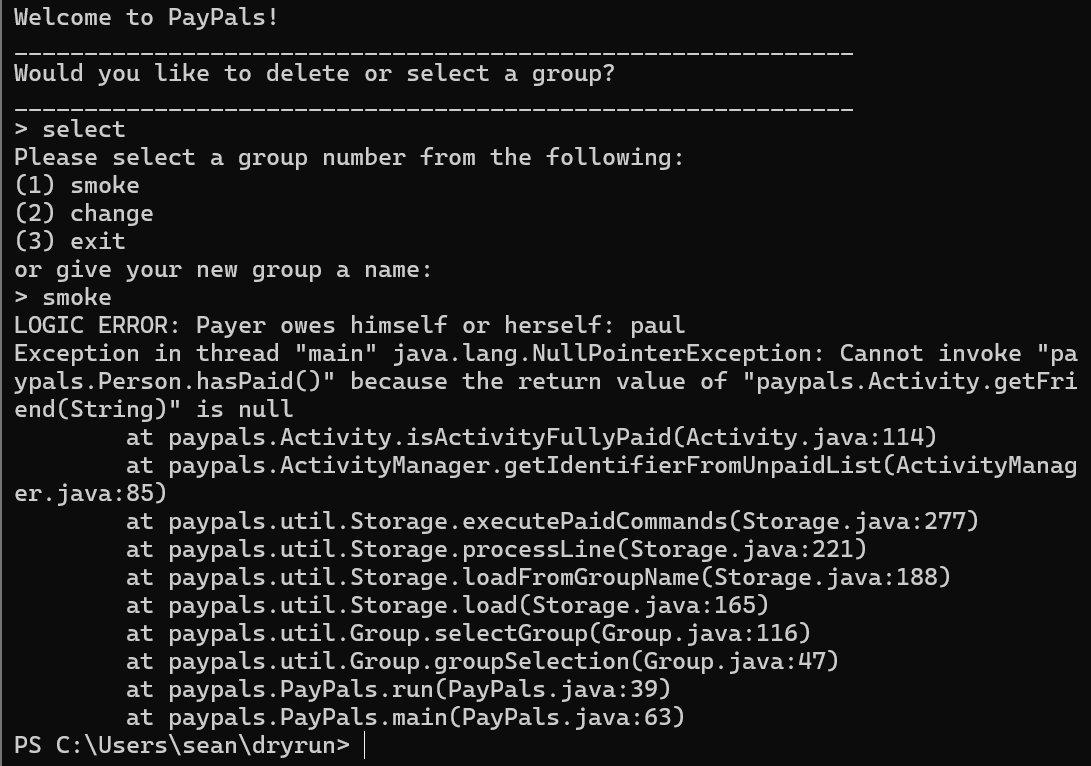 Welcome to PayPals!
____________________________________________________________
Would you like to delete or select a group?
____________________________________________________________
> select
Please select a group number from the following:
(1) smoke
(2) change
(3) exit
or give your new group a name:
> smoke
LOGIC ERROR: Payer owes himself or herself: paul
Exception in thread "main" java.lang.NullPointerException: Cannot invoke "pa
ypals.Person.hasPaid()" because the return value of "paypals.Activity.getFri
end(String)" is null
        at paypals.Activity.isActivityFullyPaid(Activity.java:114)
        at paypals.ActivityManager.getIdentifierFromUnpaidList(ActivityManag
er.java:85)
        at paypals.util.Storage.executePaidCommands(Storage.java:277)
        at paypals.util.Storage.processLine(Storage.java:221)
        at paypals.util.Storage.loadFromGroupName(Storage.java:188)
        at paypals.util.Storage.load(Storage.java:165)
        at paypals.util.Group.selectGroup(Group.java:116)
        at paypals.util.Group.groupSelection(Group.java:47)
        at paypals.PayPals.run(PayPals.java:39)
        at paypals.PayPals.main(PayPals.java:63)
PS C:\Users\sean\dryrun>